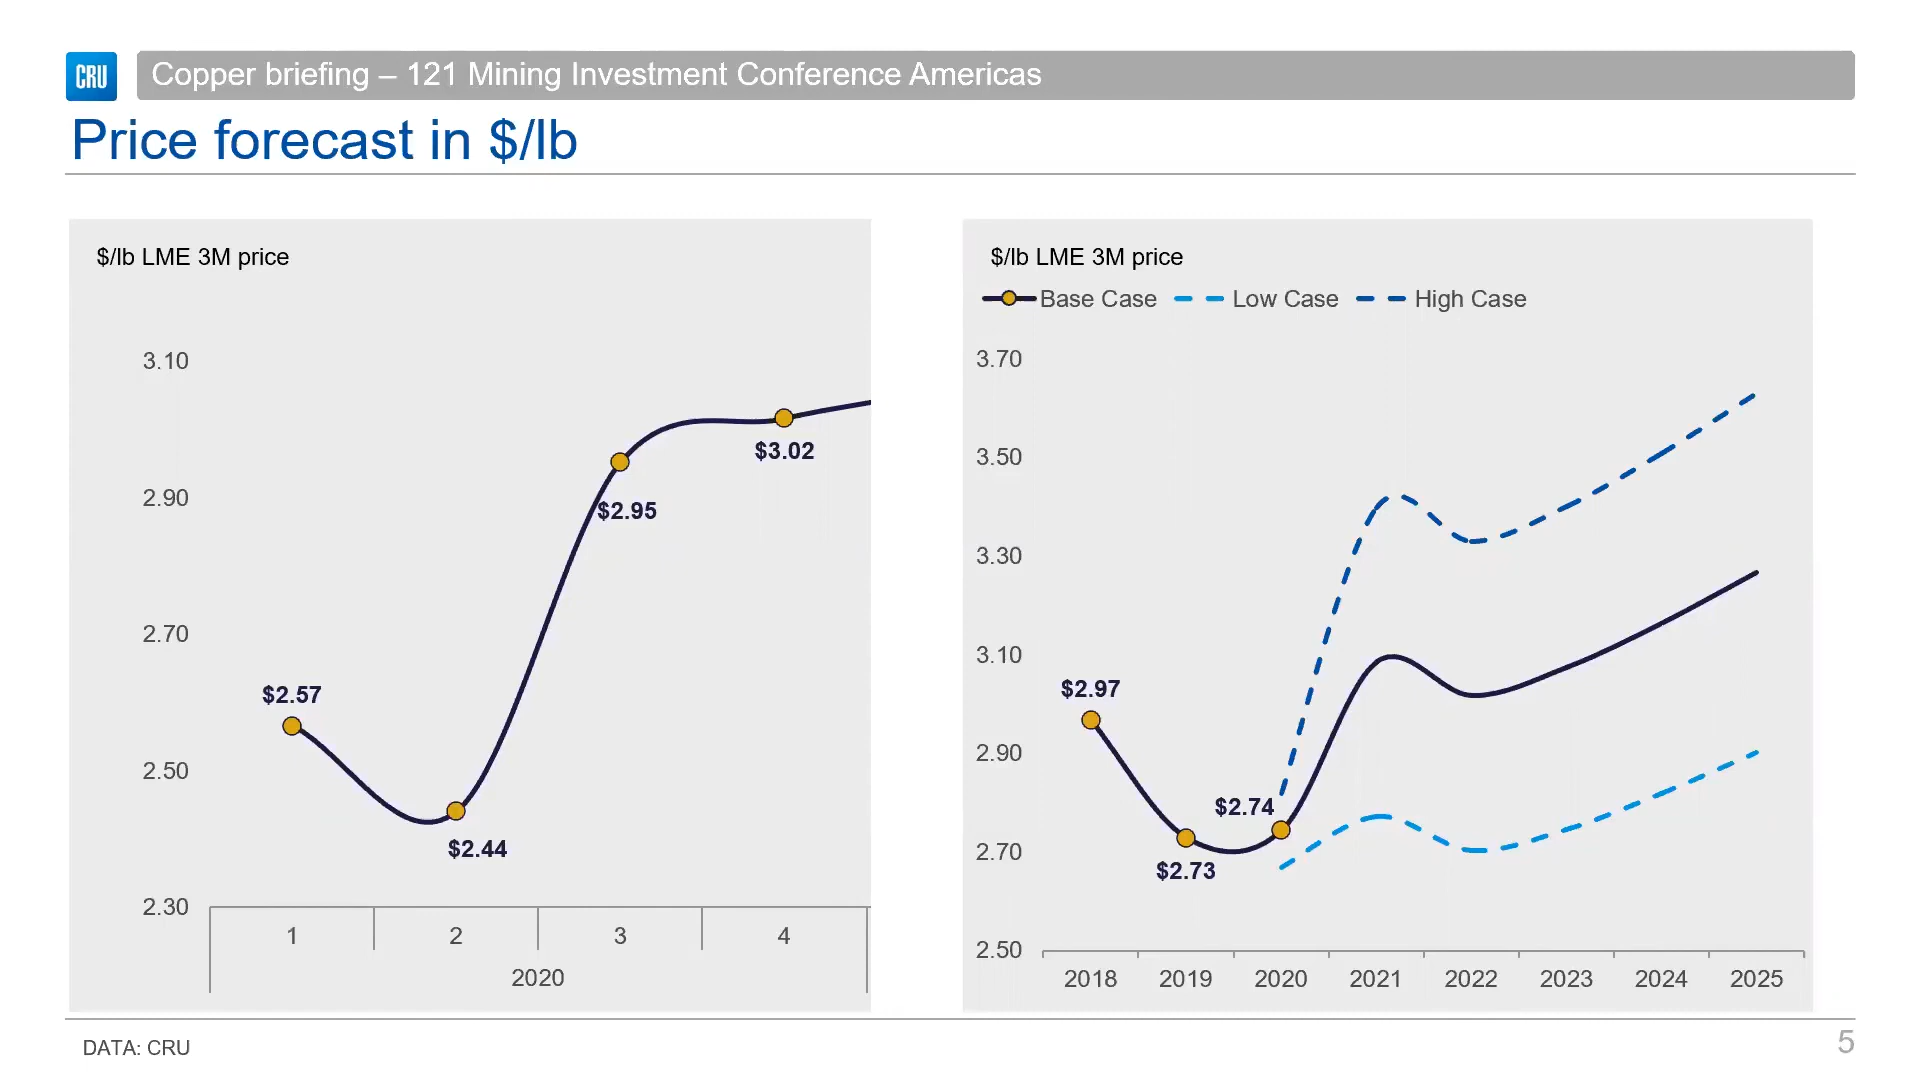 CRU
Copper briefing – 121 Mining Investment Conference Americas
Price forecast in $/lb
$/lb LME 3M price
3.10
2.90
2.70
2.50
2.30
$2.57
$2.44
$2.95
$3.02
1 2 3 4
2020
$/lb LME 3M price
Base Case Low Case High Case
3.70
3.50
3.30
3.10
2.90
2.70
2.50
$2.97
$2.73
$2.74
2018 2019 2020 2021 2022 2023 2024 2025
DATA: CRU
5